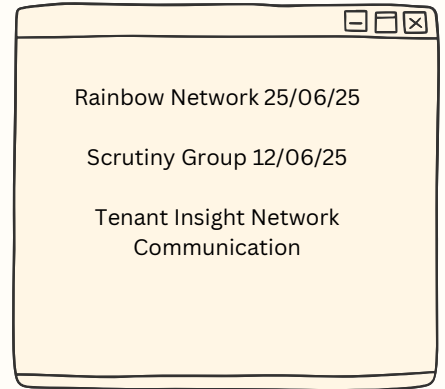 Rainbow Network 25/06/25
Scrutiny Group 12/06/25
Tenant Insight Network
Communication